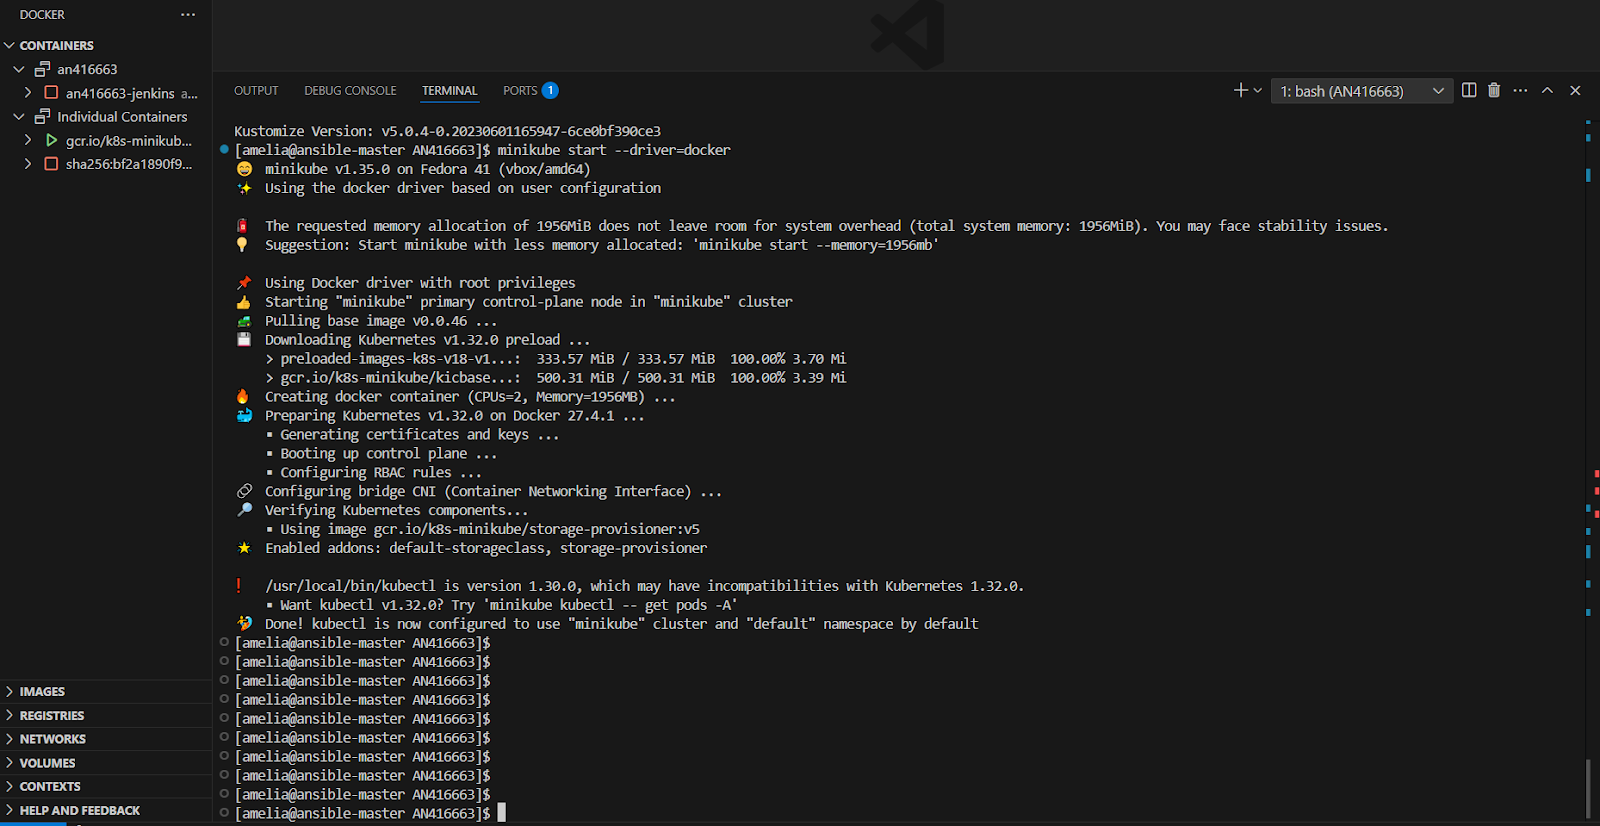 DOCKER
CONTAINERS
an416663
an416663-jenkins a...
Individual Containers
gcr.io/k8s-minikub...
sha256:bf2a1890f9...
IMAGES
REGISTRIES
NETWORKS
VOLUMES
CONTEXTS
HELP AND FEEDBACK
OUTPUT DEBUG CONSOLE TERMINAL PORTS 1
1: bash (AN416663)
Kustomize Version: v5.0.4-0.20230601165947-6ce0bf390ce3
[amelia@ansible-master AN416663]$ minikube start --driver=docker
minikube v1.35.0 on Fedora 41 (vbox/amd64)
Using the docker driver based on user configuration
The requested memory allocation of 1956MiB does not leave room for system overhead (total system memory: 1956MiB). You may face stability issues.
Suggestion: Start minikube with less memory allocated: 'minikube start --memory=1956mb'
Using Docker driver with root privileges
Starting "minikube" primary control-plane node in "minikube" cluster
Pulling base image v0.0.46 ...
Downloading Kubernetes v1.32.0 preload ...
> preloaded-images-k8s-v18-v1...: 333.57 MiB / 333.57 MiB 100.00% 3.70 Mi
> gcr.io/k8s-minikube/kicbase...: 500.31 MiB / 500.31 MiB 100.00% 3.39 Mi
Creating docker container (CPUs=2, Memory=1956MB) ...
Preparing Kubernetes v1.32.0 on Docker 27.4.1 ...
▪ Generating certificates and keys ...
▪ Booting up control plane ...
▪ Configuring RBAC rules ...
Configuring bridge CNI (Container Networking Interface) ...
Verifying Kubernetes components...
▪ Using image gcr.io/k8s-minikube/storage-provisioner:v5
Enabled addons: default-storageclass, storage-provisioner
! /usr/local/bin/kubectl is version 1.30.0, which may have incompatibilities with Kubernetes 1.32.0.
▪ Want kubectl v1.32.0? Try 'minikube kubectl -- get pods -A'
Done! kubectl is now configured to use "minikube" cluster and "default" namespace by default
[amelia@ansible-master AN416663]$
[amelia@ansible-master AN416663]$
[amelia@ansible-master AN416663]$
[amelia@ansible-master AN416663]$
[amelia@ansible-master AN416663]$
[amelia@ansible-master AN416663]$
[amelia@ansible-master AN416663]$
[amelia@ansible-master AN416663]$
[amelia@ansible-master AN416663]$
[amelia@ansible-master AN416663]$